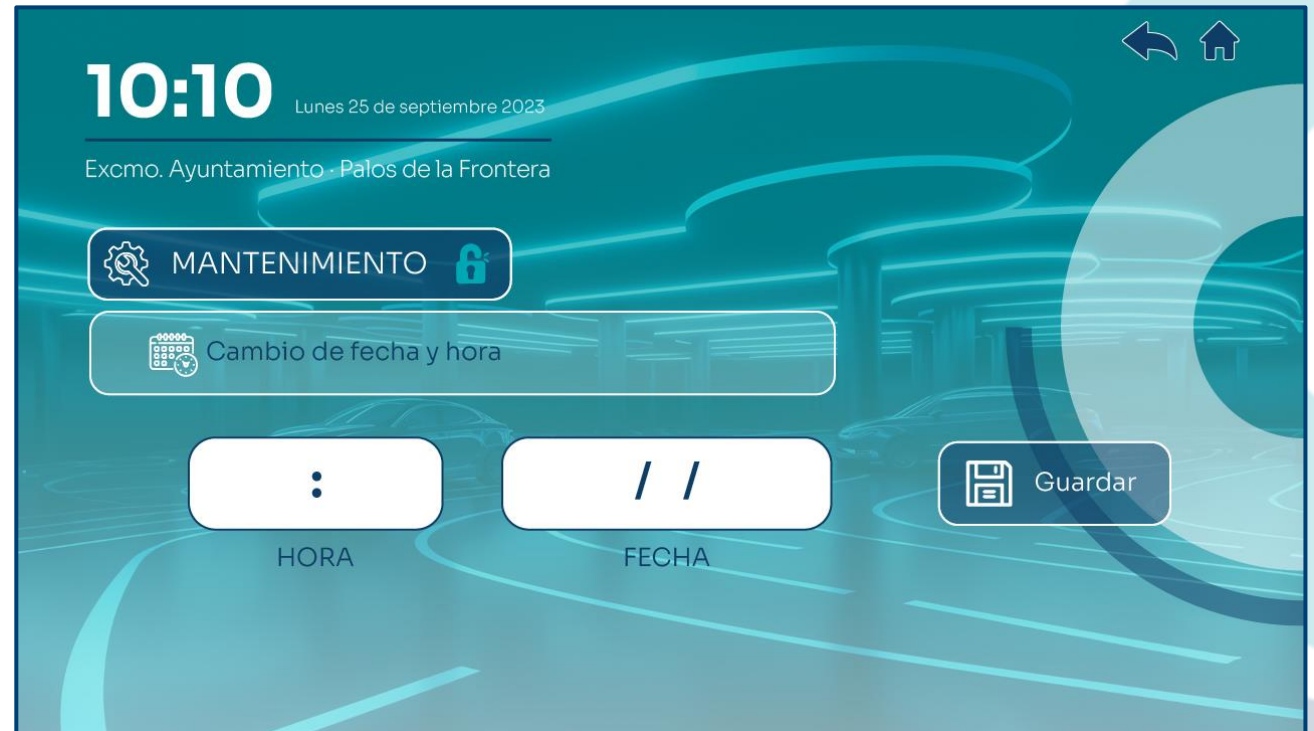 10:10 Lunes 25 de septiembre 2023
Excmo. Ayuntamiento · Palos de la Frontera
MANTENIMIENTO
Cambio de fecha y hora
: / / Guardar
HORA FECHA